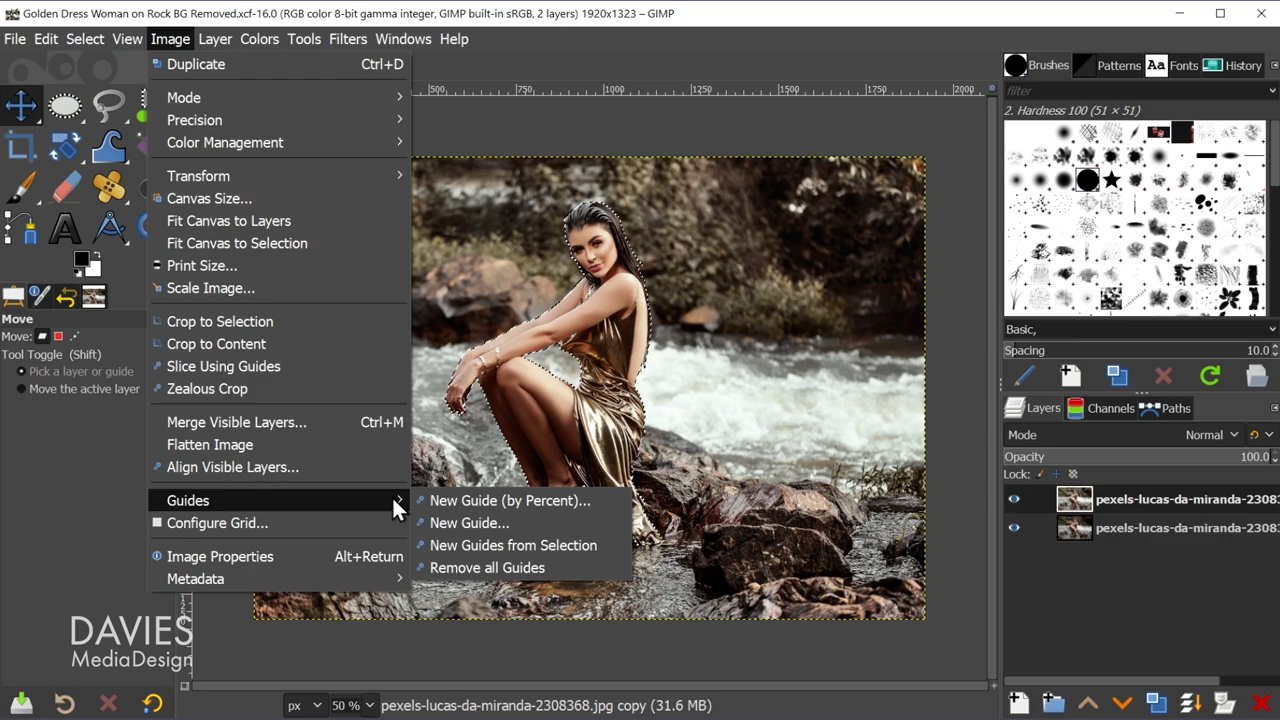 Golden Dress Woman on Rock BG Removed.xcf-16.0 (RGB color 8-bit gamma integer, GIMP built-in sRGB, 2 layers) 1920x1323 – GIMP
File Edit Select View Image Layer Colors Tools Filters Windows Help
Duplicate Ctrl+D
Mode
Precision
Color Management
Transform
Canvas Size...
Fit Canvas to Layers
Fit Canvas to Selection
Print Size...
Scale Image...
Crop to Selection
Crop to Content
Slice Using Guides
Zealous Crop
Merge Visible Layers... Ctrl+M
Flatten Image
Align Visible Layers...
Guides
Configure Grid...
Image Properties Alt+Return
Metadata
New Guide (by Percent)...
New Guide...
New Guides from Selection
Remove all Guides
500 750 1000 1250 1500 1750 2000
Move
Move:
Tool Toggle (Shift)
Pick a layer or guide
Move the active layer
DAVIES
MediaDesign
px 50 % pexels-lucas-da-miranda-2308368.jpg copy (31.6 MB)
Brushes Patterns Aa Fonts History
filter
2. Hardness 100 (51 × 51)
Basic,
Spacing 10.0
Layers Channels Paths
Mode Normal
Opacity 100.0
Lock:
pexels-lucas-da-miranda-2308
pexels-lucas-da-miranda-2308